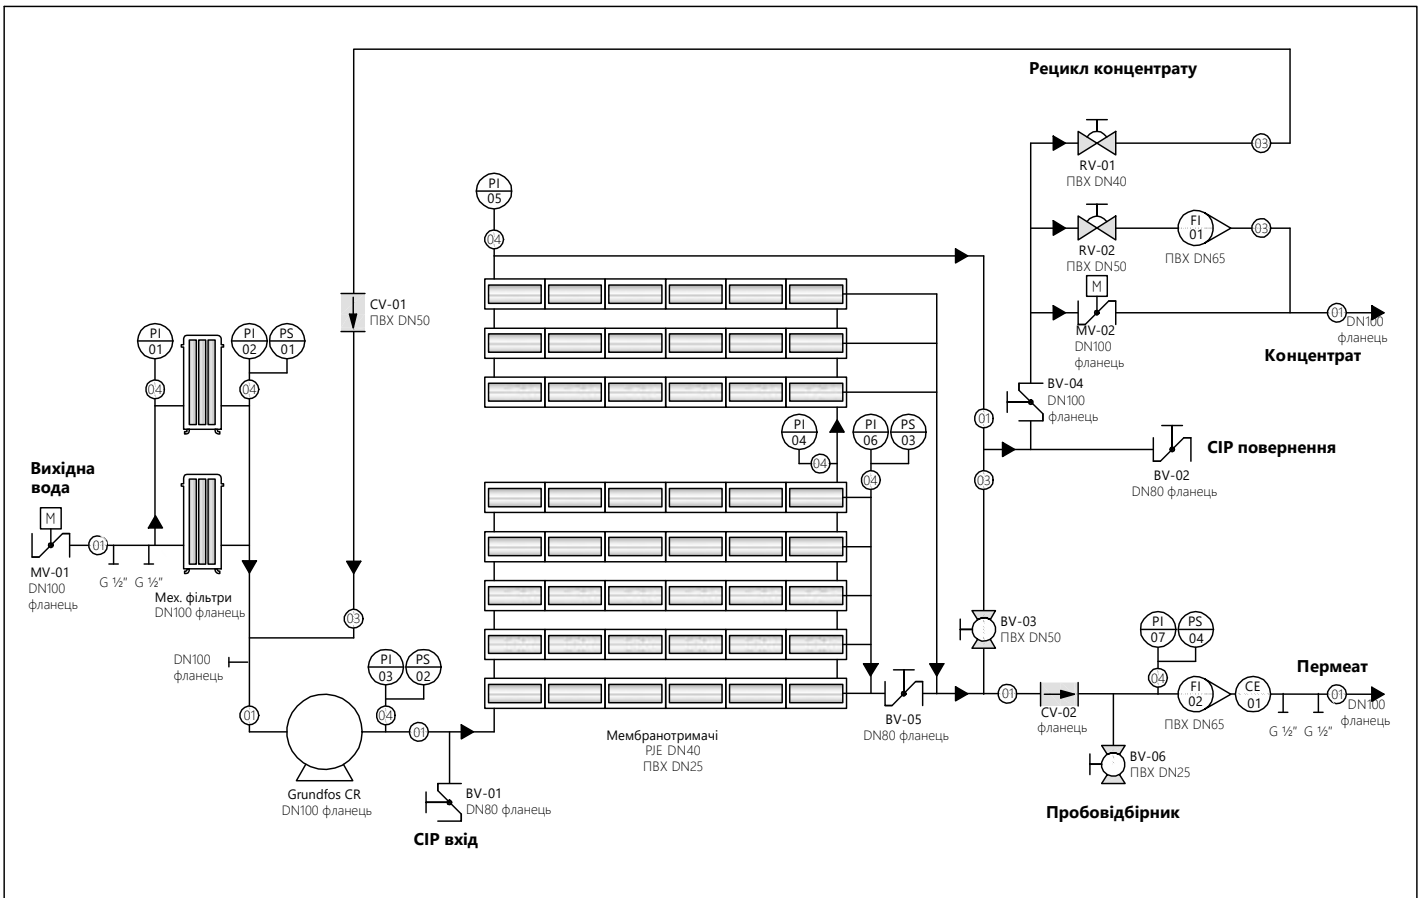 Рецикл концентрату
03
RV-01
ПВХ DN40
PI
05
04
FI
01
03
RV-02
ПВХ DN50
ПВХ DN65
M
MV-02
DN100
фланець
01
DN100
фланець
Концентрат
CV-01
ПВХ DN50
PI
01
PI
02
PS
01
04
04
BV-04
DN100
фланець
PI
04
PI
06
PS
03
01
04
04
03
СІР повернення
BV-02
DN80 фланець
Вихідна
вода
M
01
MV-01
DN100
фланець
G ½"
G ½"
Мех. фільтри
DN100 фланець
03
DN100
фланець
PI
03
PS
02
01
04
01
BV-03
ПВХ DN50
PI
07
PS
04
04
Пермеат
01
CV-02
фланець
FI
02
CE
01
01
DN100
фланець
ПВХ DN65
G ½"
G ½"
BV-05
DN80 фланець
Мембранотримачі
PJE DN40
ПВХ DN25
BV-06
ПВХ DN25
Пробовідбірник
Grundfos CR
DN100 фланець
BV-01
DN80 фланець
СІР вхід